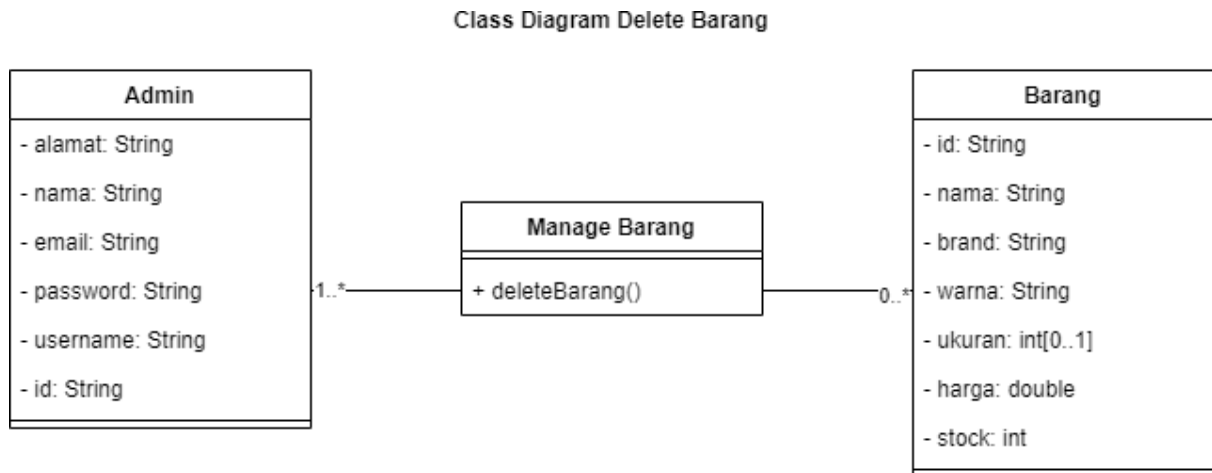 Class Diagram Delete Barang
Admin
- alamat: String
- nama: String
- email: String
- password: String
- username: String
- id: String
1..*
Manage Barang
+ deleteBarang()
0..*
Barang
- id: String
- nama: String
- brand: String
- warna: String
- ukuran: int[0..1]
- harga: double
- stock: int